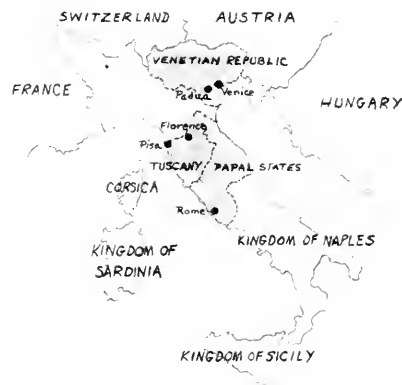 SWITZERLAND AUSTRIA
VENETIAN REPUBLIC
FRANCE
Padua Venice
HUNGARY
Florence
Pisa
TUSCANY PAPAL STATES
CORSICA
Rome
KINGDOM OF NAPLES
KINGDOM OF
SARDINIA
KINGDOM OF SICILY